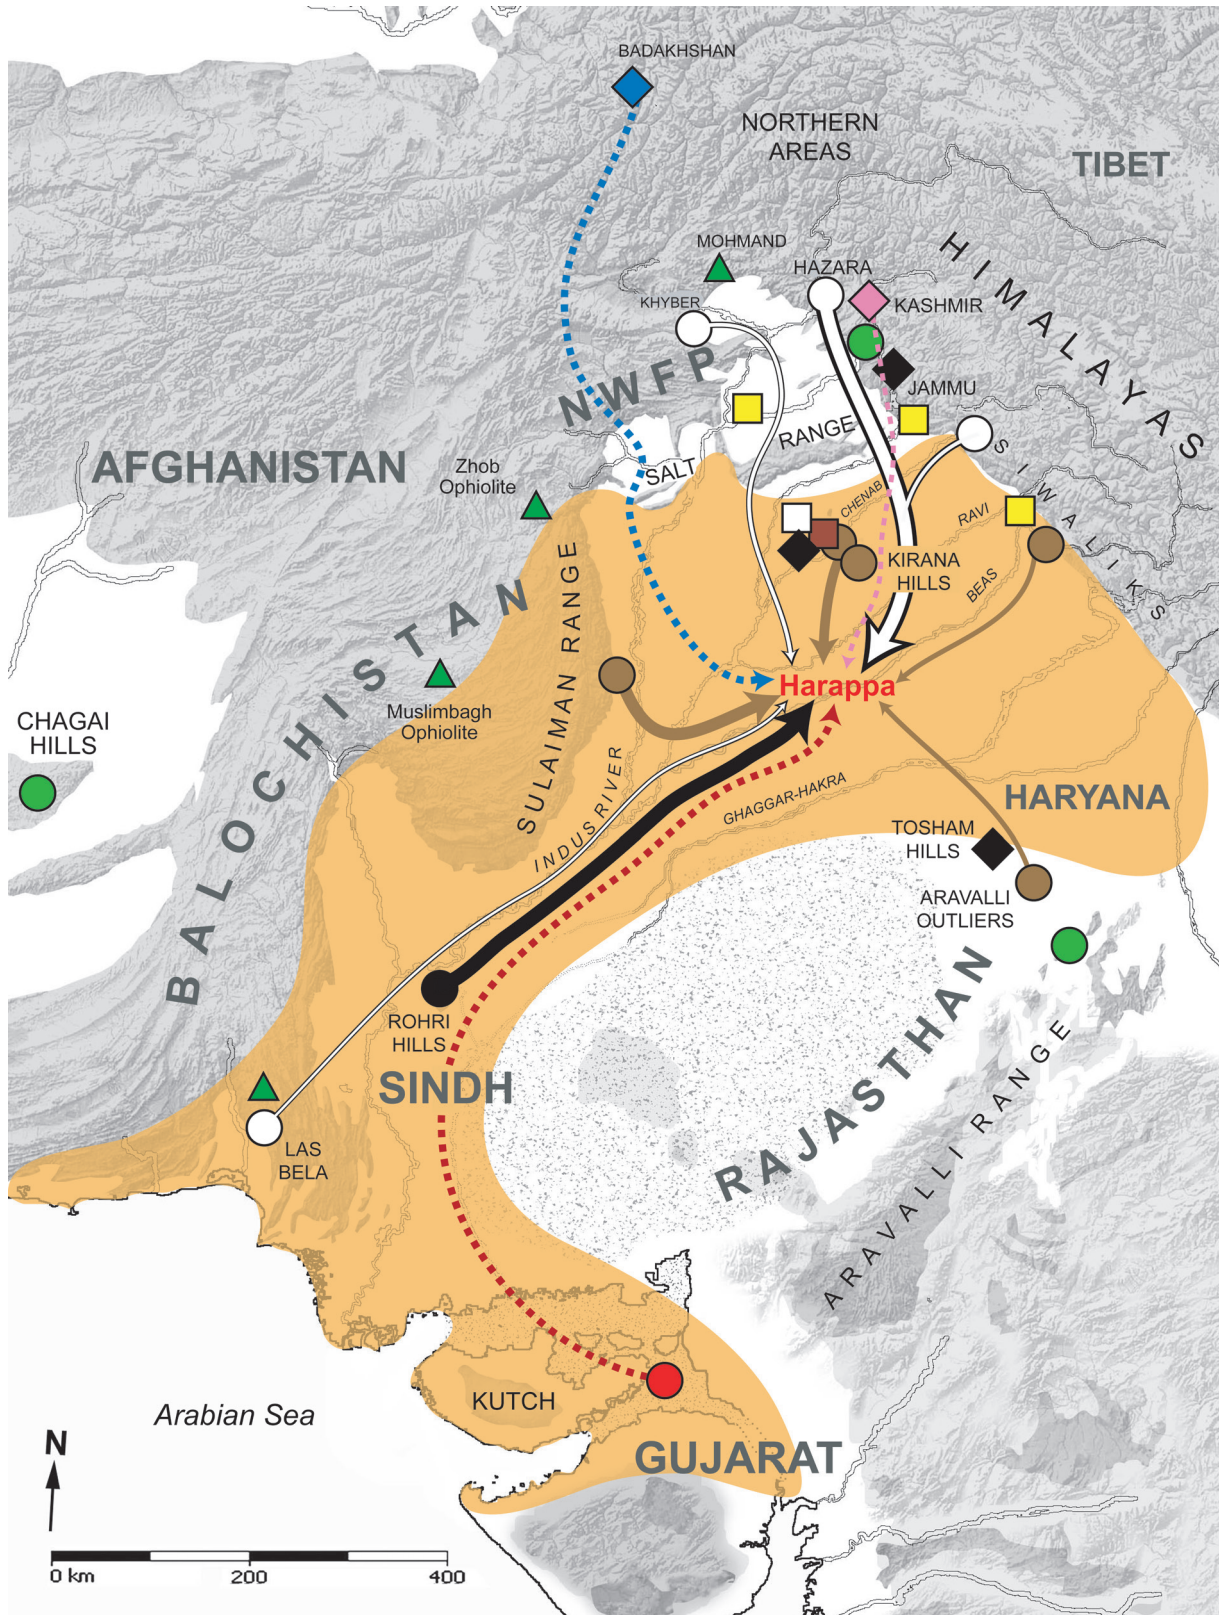 BADAKHSHAN
NORTHERN
AREAS
TIBET
HIMALAYAS
MOHMAND
HAZARA
KHYBER
KASHMIR
NWFP
JAMMU
RANGE
SALT
SIWALIKS
AFGHANISTAN
Zhob
Ophiolite
CHENAB
RAVI
KIRANA
HILLS
BEAS
SULAIMAN RANGE
BALOCHISTAN
Harappa
Muslimbagh
Ophiolite
CHAGAI
HILLS
INDUS RIVER
GHAGGAR-HAKRA
HARYANA
TOSHAM
HILLS
ARAVALLI
OUTLIERS
ROHRI
HILLS
RAJASTHAN
SINDH
ARAVALLI RANGE
LAS
BELA
KUTCH
Arabian Sea
GUJARAT
N
0 km
200
400